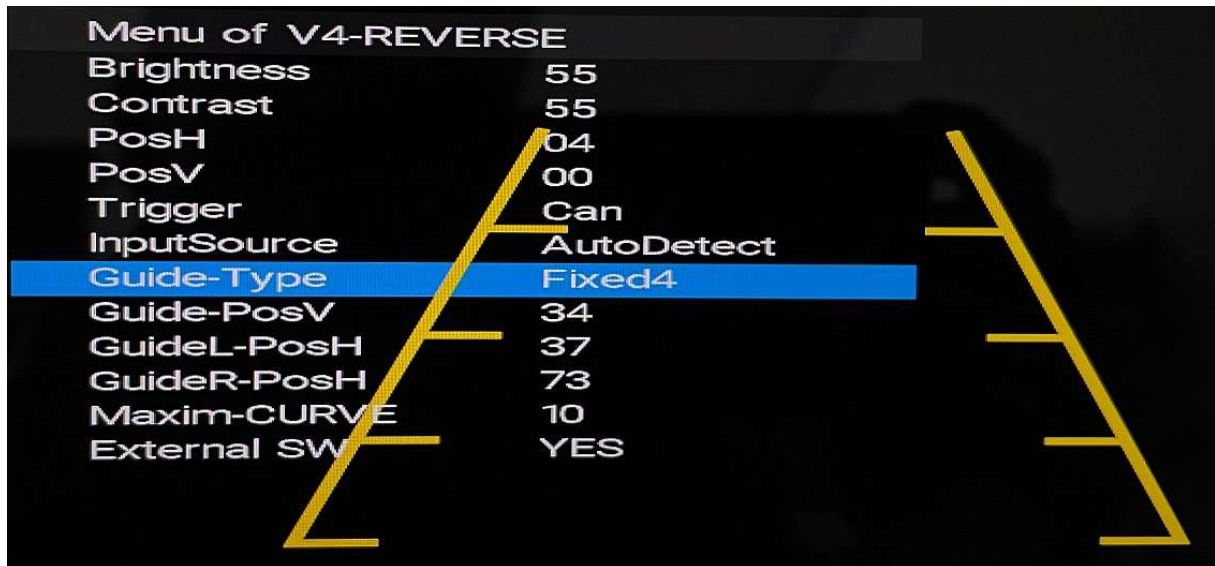 Menu of V4-REVERSE
Brightness 55
Contrast 55
PosH 04
PosV 00
Trigger Can
InputSource AutoDetect
Guide-Type Fixed4
Guide-PosV 34
GuideL-PosH 37
GuideR-PosH 73
Maxim-CURVE 10
External SW YES